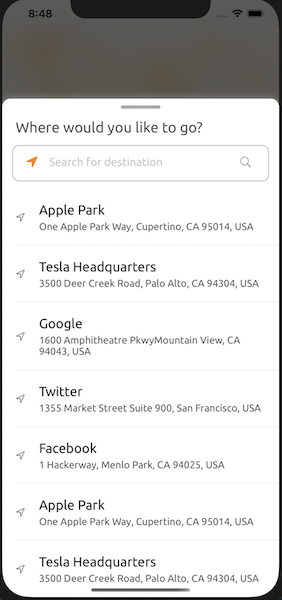 8:48
Where would you like to go?
Search for destination
Apple Park
One Apple Park Way, Cupertino, CA 95014, USA
Tesla Headquarters
3500 Deer Creek Road, Palo Alto, CA 94304, USA
Google
1600 Amphitheatre PkwyMountain View, CA
94043, USA
Twitter
1355 Market Street Suite 900, San Francisco, USA
Facebook
1 Hackerway, Menlo Park, CA 94025, USA
Apple Park
One Apple Park Way, Cupertino, CA 95014, USA
Tesla Headquarters
3500 Deer Creek Road, Palo Alto, CA 94304, USA